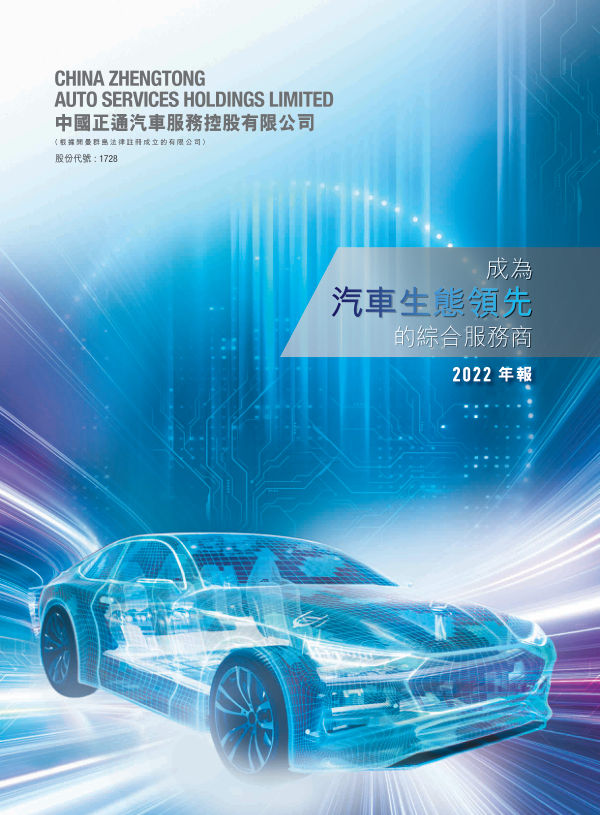 CHINA ZHENGTONG
AUTO SERVICES HOLDINGS LIMITED
中國正通汽車服務控股有限公司
(根據開曼群島法律註冊成立的有限公司)
股份代號 : 1728
成為
汽車生態領先
的綜合服務商
2022 年報